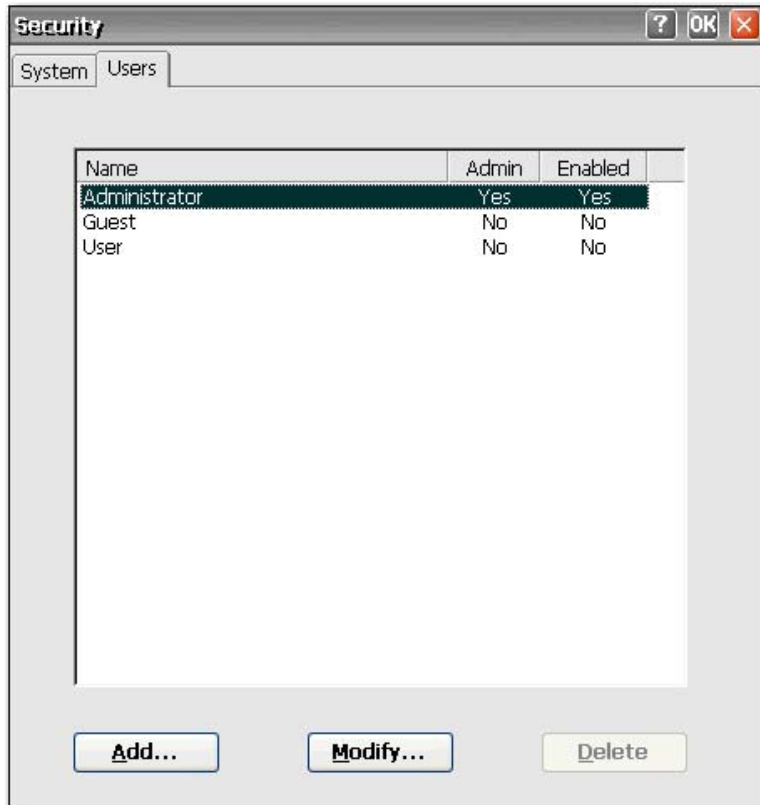 Security ? OK
System Users
Name Admin Enabled
Administrator Yes Yes
Guest No No
User No No
Add... Modify... Delete